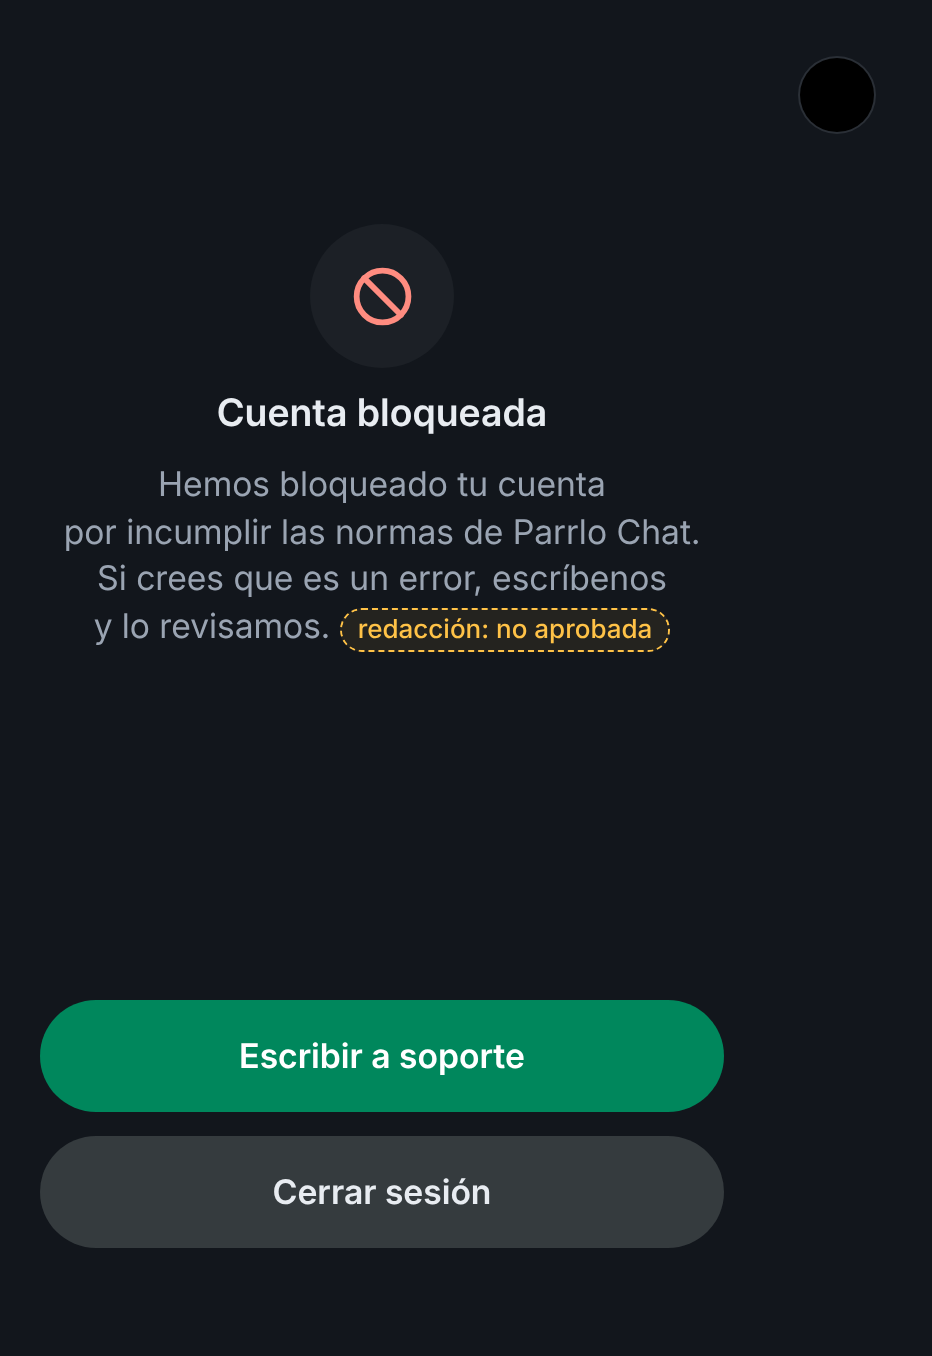 Cuenta bloqueada
Hemos bloqueado tu cuenta
por incumplir las normas de Parrlo Chat.
Si crees que es un error, escríbenos
y lo revisamos. redacción: no aprobada
Escribir a soporte
Cerrar sesión